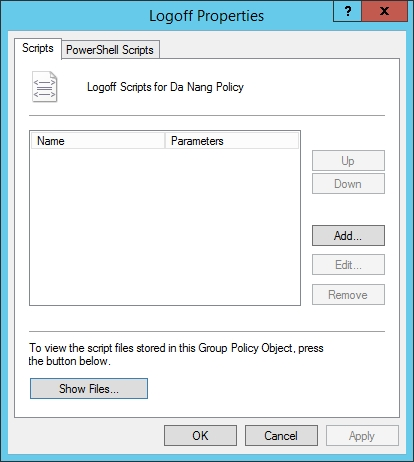 Logoff Properties
? x
Scripts PowerShell Scripts
Logoff Scripts for Da Nang Policy
Name Parameters
Up
Down
Add...
Edit...
Remove
To view the script files stored in this Group Policy Object, press
the button below.
Show Files...
OK Cancel Apply